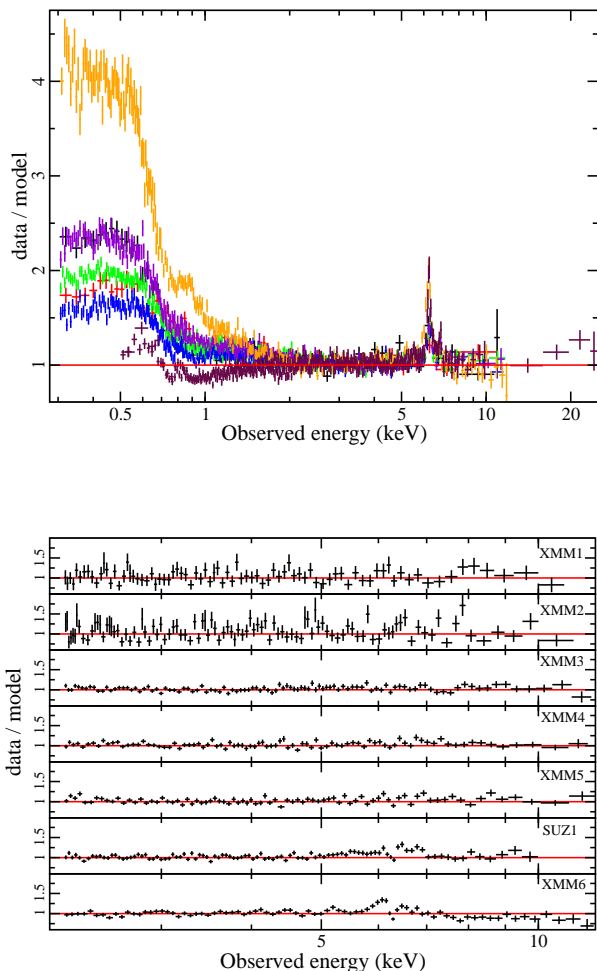 4
3
2
1
data / model
0.5 1 2 5 10 20
Observed energy (keV)
XMM1
1 1.5
XMM2
1 1.5
XMM3
1 1.5
XMM4
1 1.5
XMM5
1 1.5
SUZ1
1 1.5
XMM6
1 1.5
data / model
5 10
Observed energy (keV)